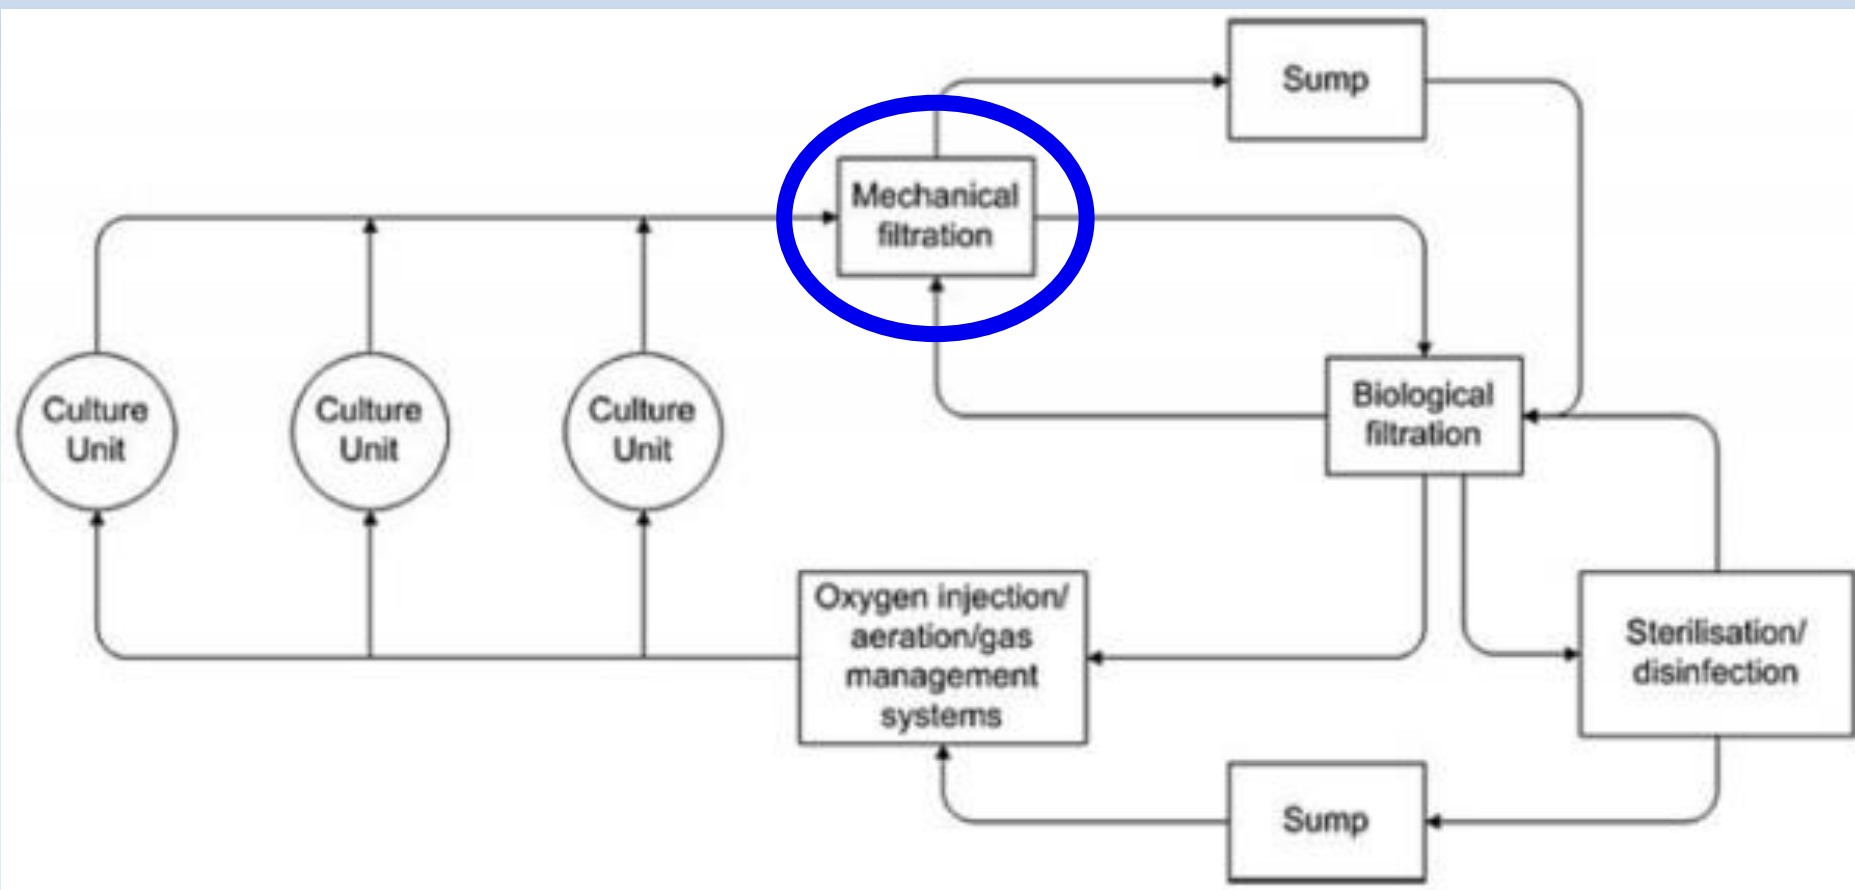 Sump
Mechanical
filtration
Culture
Unit
Culture
Unit
Culture
Unit
Biological
filtration
Oxygen injection/
aeration/gas
management
systems
Sterilisation/
disinfection
Sump